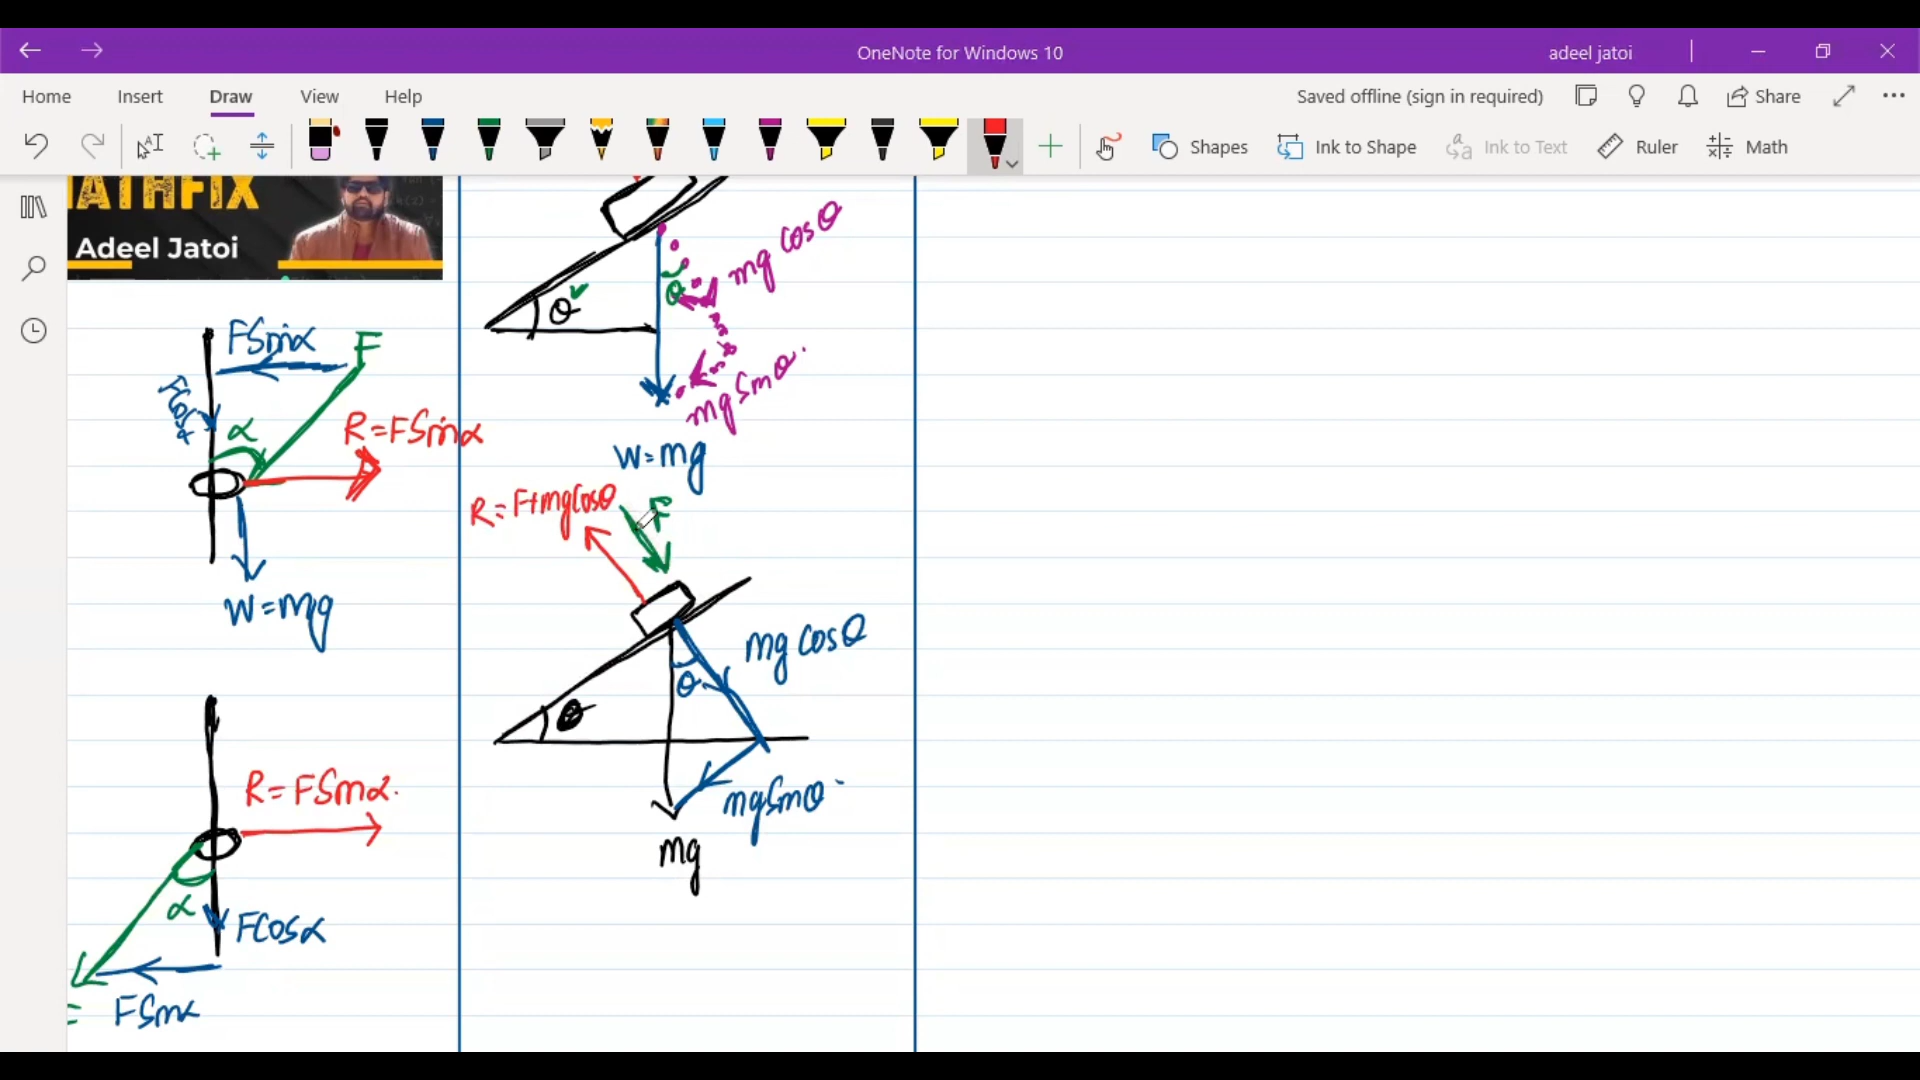 OneNote for Windows 10
adeel jatoi
Home Insert Draw View Help
Saved offline (sign in required)
Share
Ink to Shape
Shapes
Ink to Text
Ruler
Math
ATHFIX
Adeel Jatoi
FSinα
F
FCosα
α
R=FSinα
W=mg
R=FSinα.
α
FCosα
FSinα
θ
θ
mg cosθ
mg Sinθ.
W=mg
R=F+mgCosθ
F
mg cosθ
θ
θ
mgSinθ
mg